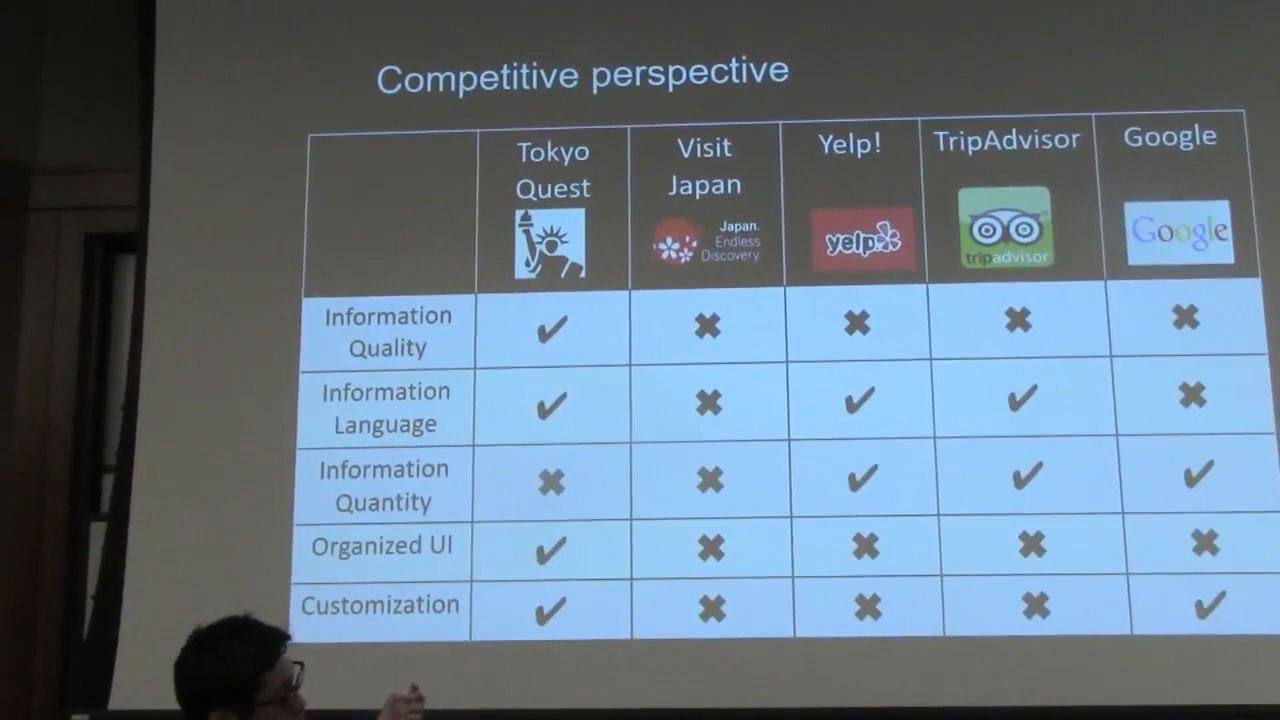 Competitive perspective
Tokyo
Quest
Visit
Japan
Yelp!
TripAdvisor
Google
Japan.
Endless
Discovery
yelp
tripadvisor
Google
Information
Quality
✔ ✖ ✖ ✖ ✖
Information
Language
✔ ✖ ✔ ✔ ✖
Information
Quantity
✖ ✖ ✔ ✔ ✔
Organized UI
✔ ✖ ✖ ✖ ✖
Customization
✔ ✖ ✖ ✖ ✔